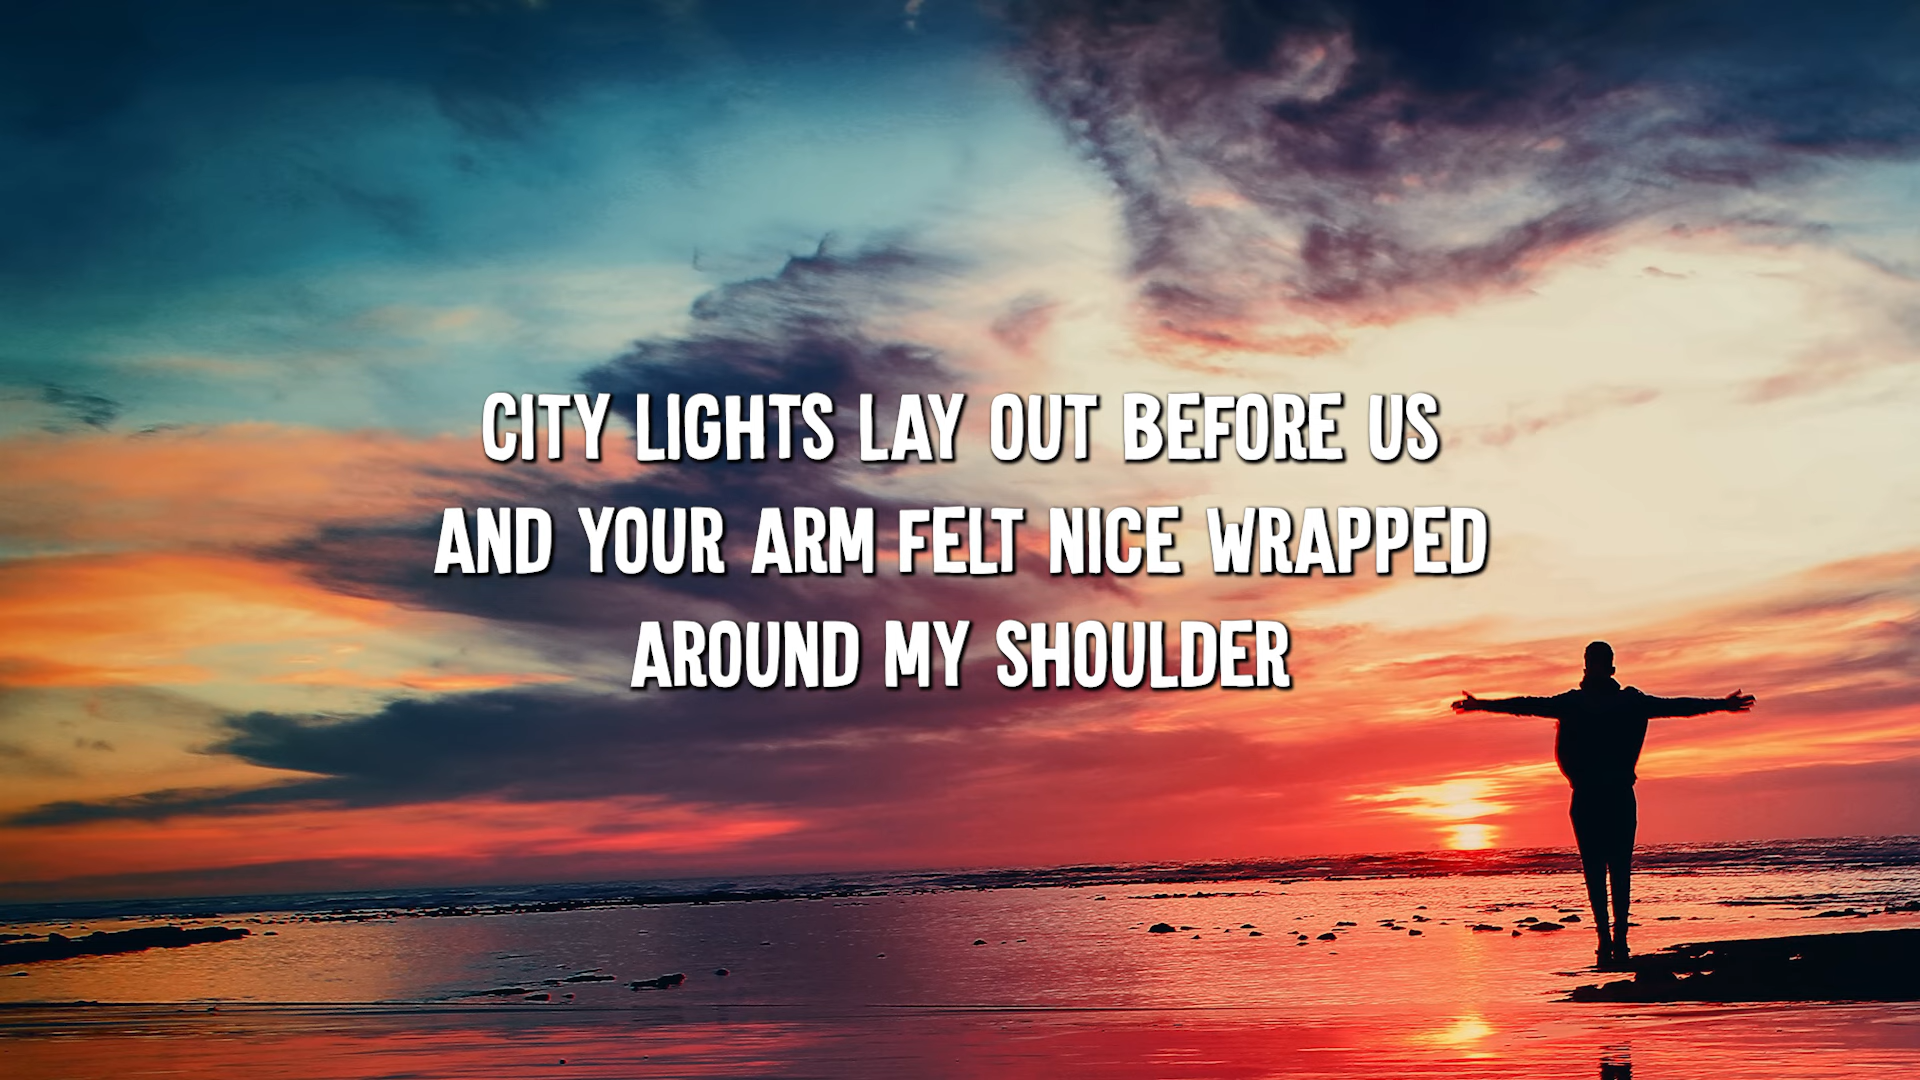 CITY LIGHTS LAY OUT BEFORE US
AND YOUR ARM FELT NICE WRAPPED
AROUND MY SHOULDER